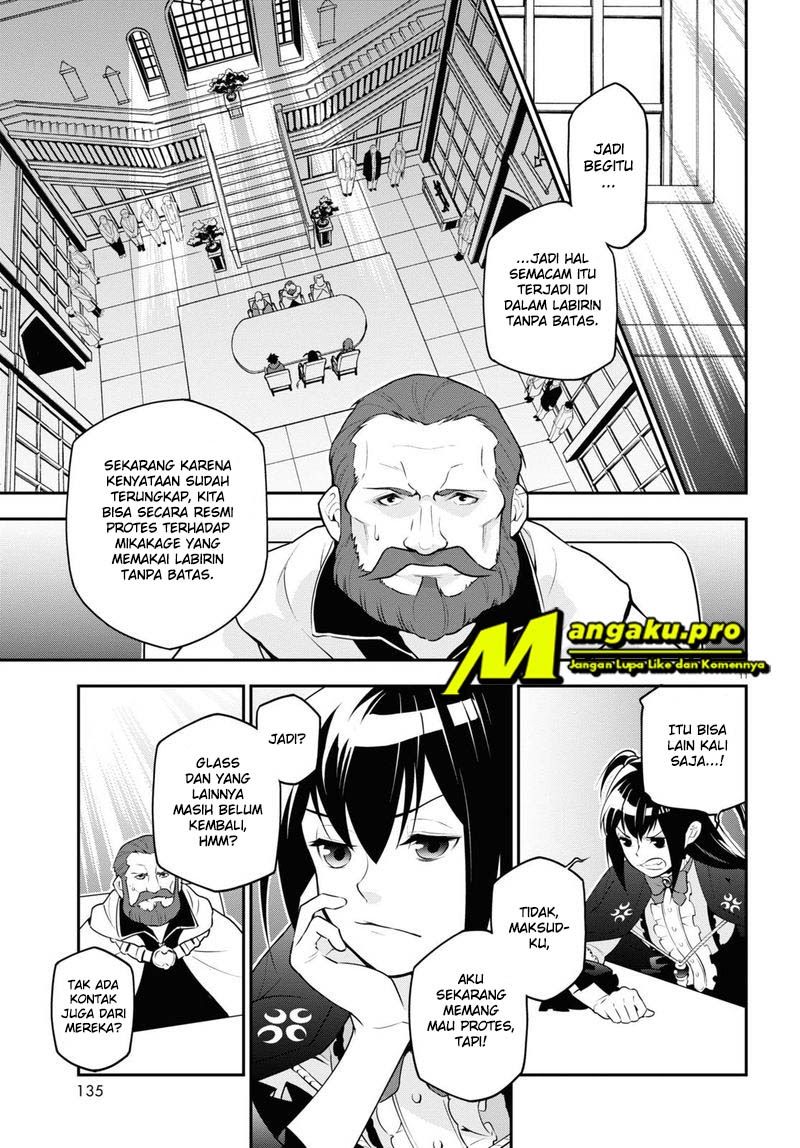 JADI
BEGITU
...
...JADI HAL
SEMACAM ITU
TERJADI DI
DALAM LABIRIN
TANPA BATAS.
SEKARANG KARENA
KENYATAAN SUDAH
TERUNGKAP, KITA
BISA SECARA RESMI
PROTES TERHADAP
MIKAKAGE YANG
MEMAKAI LABIRIN
TANPA BATAS.
Mangaku.pro
Jangan Lupa Like dan Komennya
ITU BISA
LAIN KALI
SAJA...!
TIDAK,
MAKSUD-
KU,
AKU
SEKARANG
MEMANG
MAU PROTES,
TAPI!
JADI?
GLASS
DAN YANG
LAINNYA
MASIH BELUM
KEMBALI,
HMM?
TAK ADA
KONTAK
JUGA DARI
MEREKA?
135